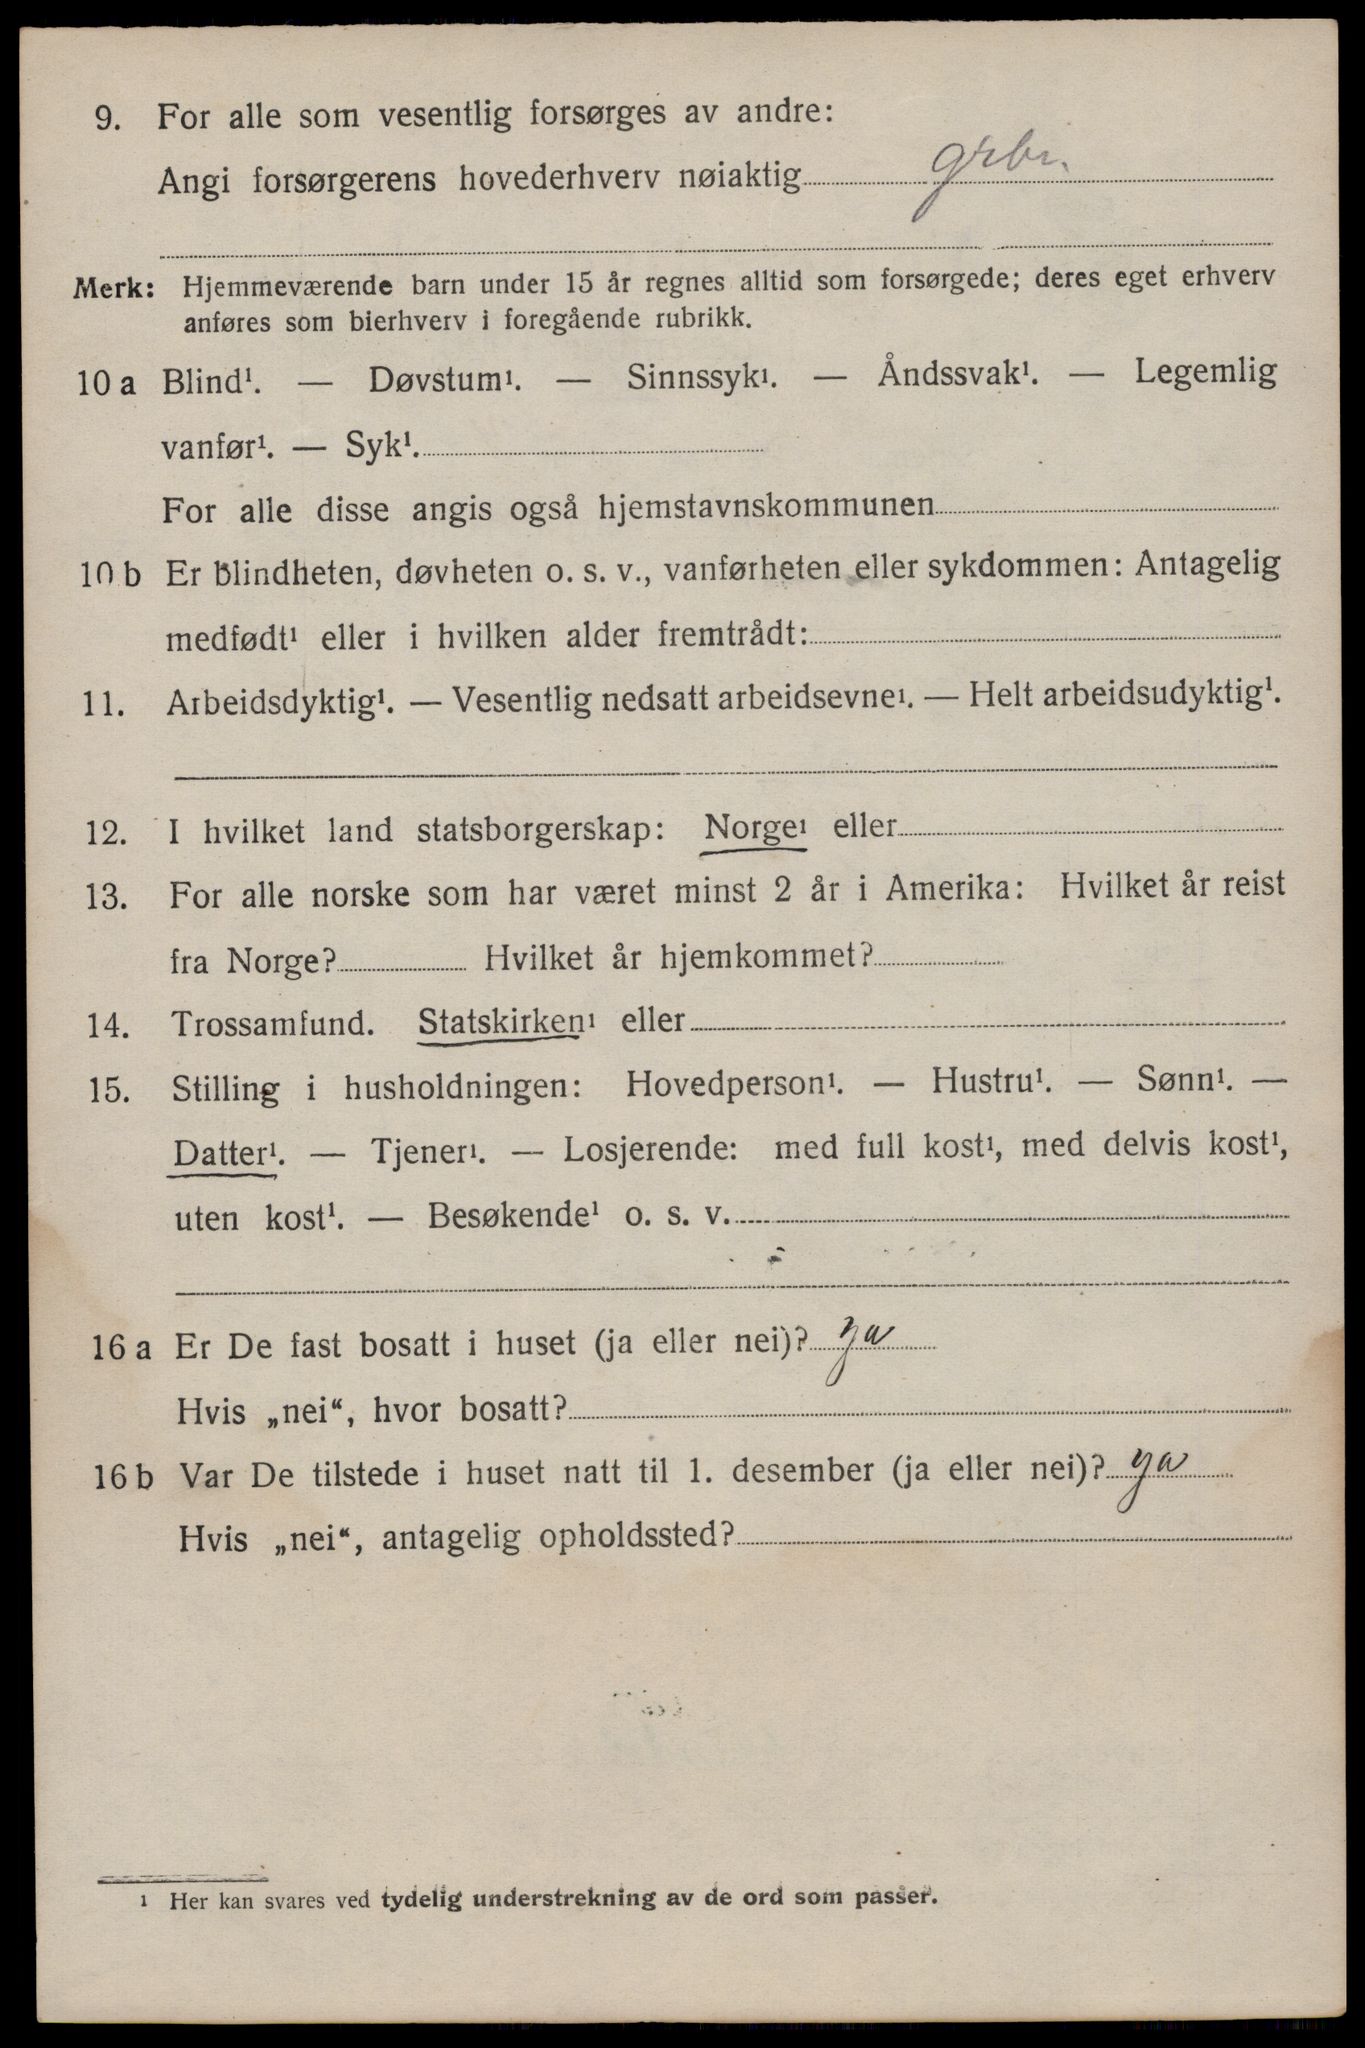 9. For alle som vesentlig forsørges av andre:
Angi forsørgerens hovederhverv nøiaktig grbr.
Merk: Hjemmeværende barn under 15 år regnes alltid som forsørgede; deres eget erhverv
anføres som bierhverv i foregående rubrikk.
10 a Blind¹. — Døvstum¹. — Sinnssyk¹. — Åndssvak¹. — Legemlig
vanfør¹. — Syk¹.
For alle disse angis også hjemstavnskommunen
10 b Er blindheten, døvheten o. s. v., vanførheten eller sykdommen: Antagelig
medfødt¹ eller i hvilken alder fremtrådt:
11. Arbeidsdyktig¹. — Vesentlig nedsatt arbeidsevne¹. — Helt arbeidsudyktig¹.
12. I hvilket land statsborgerskap: Norge¹ eller
13. For alle norske som har været minst 2 år i Amerika: Hvilket år reist
fra Norge? Hvilket år hjemkommet?
14. Trossamfund. Statskirken¹ eller
15. Stilling i husholdningen: Hovedperson¹. — Hustru¹. — Sønn¹. —
Datter¹. — Tjener¹. — Losjerende: med full kost¹, med delvis kost¹,
uten kost¹. — Besøkende¹ o. s. v.
16 a Er De fast bosatt i huset (ja eller nei)? ja
Hvis „nei“, hvor bosatt?
16 b Var De tilstede i huset natt til 1. desember (ja eller nei)? ja
Hvis „nei“, antagelig opholdssted?
¹ Her kan svares ved tydelig understrekning av de ord som passer.